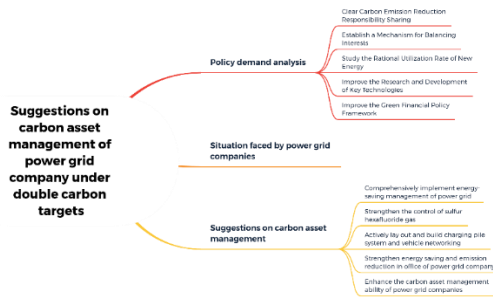 Suggestions on
carbon asset
management of
power grid
company under
double carbon
targets
Policy demand analysis
Clear Carbon Emission Reduction
Responsibility Sharing
Establish a Mechanism for Balancing
Interests
Study the Rational Utilization Rate of New
Energy
Improve the Research and Development
of Key Technologies
Improve the Green Financial Policy
Framework
Situation faced by power grid
companies
Suggestions on carbon asset
management
Comprehensively implement energy-
saving management of power grid
Strengthen the control of sulfur
hexafluoride gas
Actively lay out and build charging pile
system and vehicle networking
Strengthen energy saving and emission
reduction in office of power grid company
Enhance the carbon asset management
ability of power grid companies